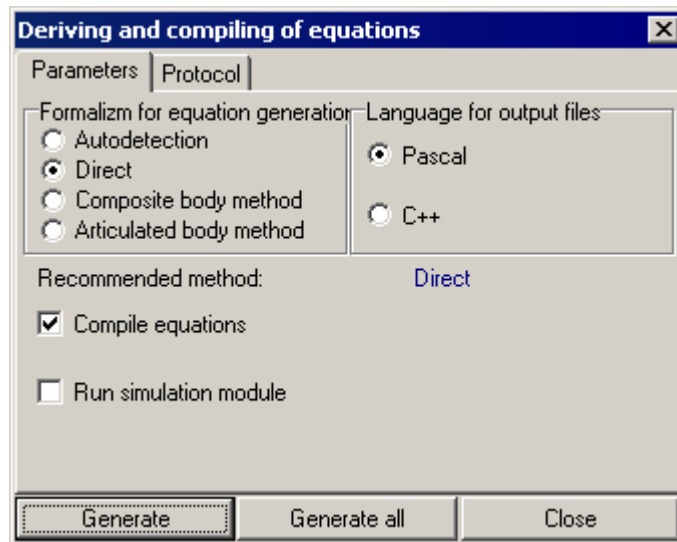 Deriving and compiling of equations
Parameters
Protocol
Formalizm for equation generation
Autodetection
Direct
Composite body method
Articulated body method
Language for output files
Pascal
C++
Recommended method: Direct
Compile equations
Run simulation module
Generate
Generate all
Close